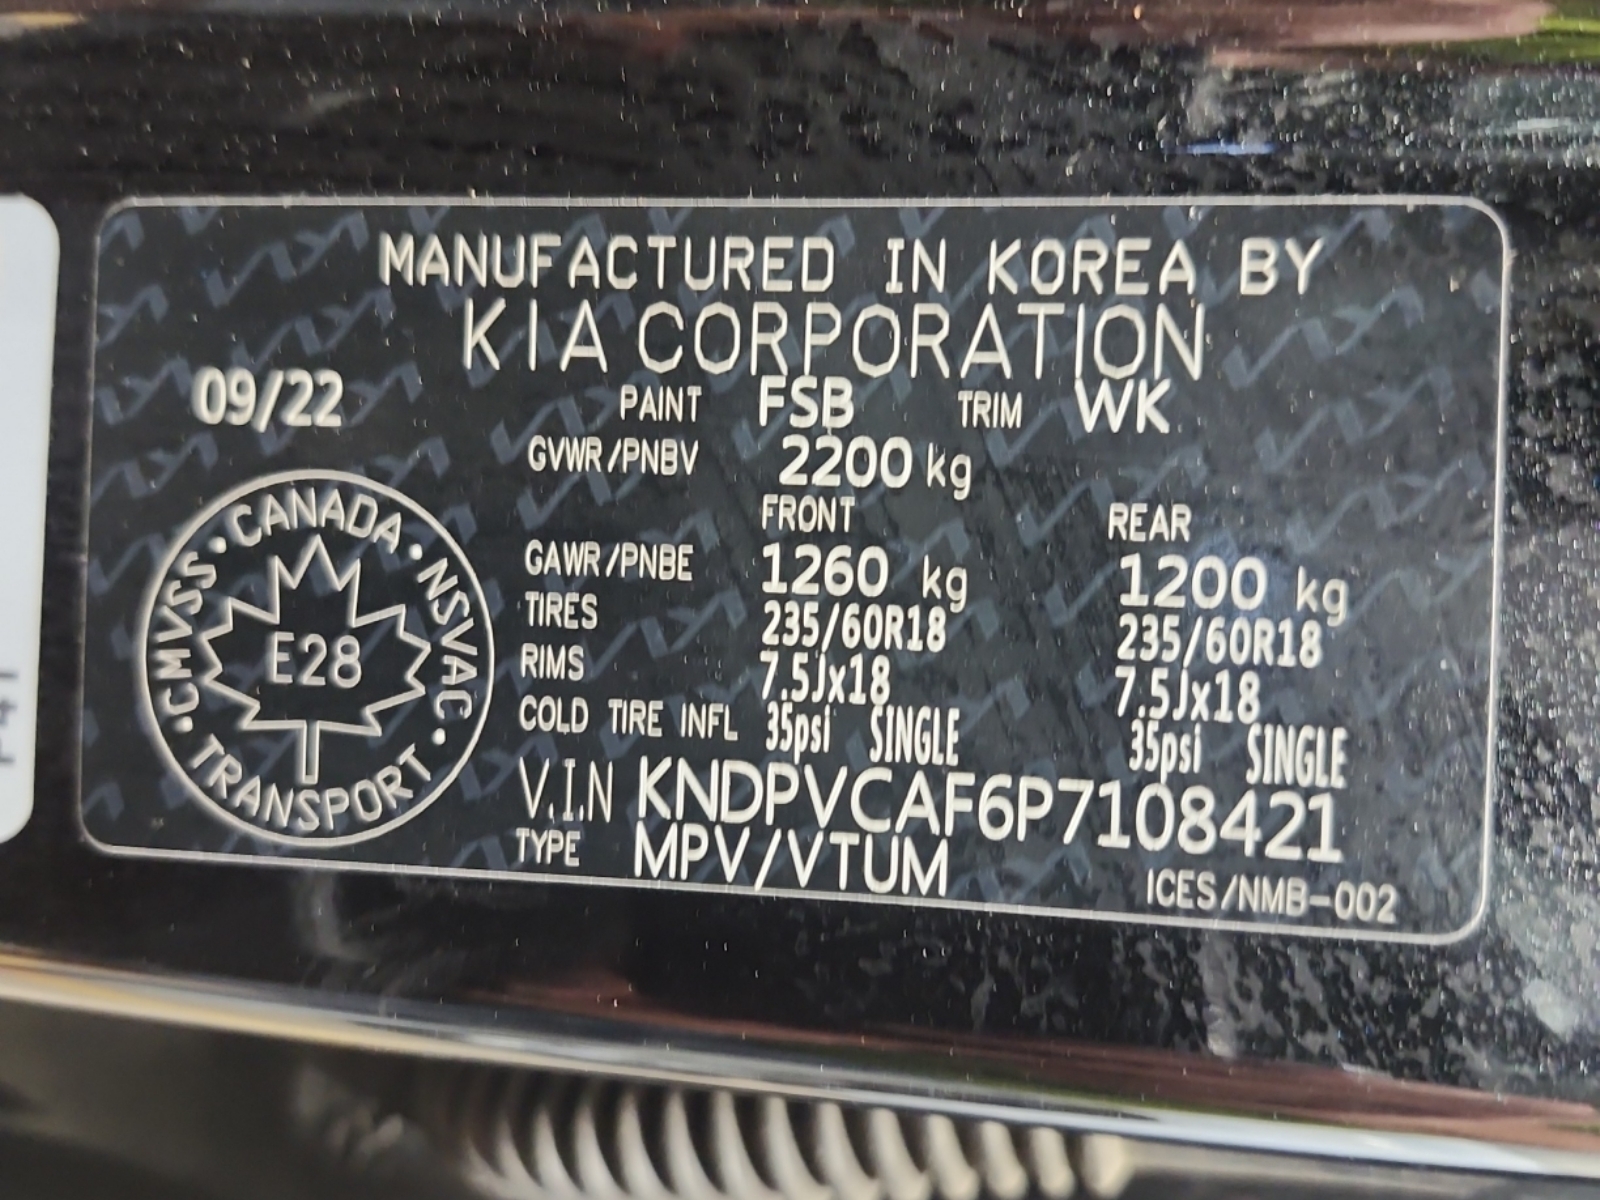 MANUFACTURED IN KOREA BY
KIA CORPORATION
09/22 PAINT FSB TRIM WK
GVWR/PNBV 2200 kg
FRONT REAR
GAWR/PNBE 1260 kg 1200 kg
TIRES 235/60R18 235/60R18
RIMS 7.5Jx18 7.5Jx18
COLD TIRE INFL 35psi SINGLE 35psi SINGLE
V.I.N KNDPVCAF6P7108421
TYPE MPV/VTUM
ICES/NMB-002
CANADA · NSVAC · TRANSPORT · CMVSS ·
E28